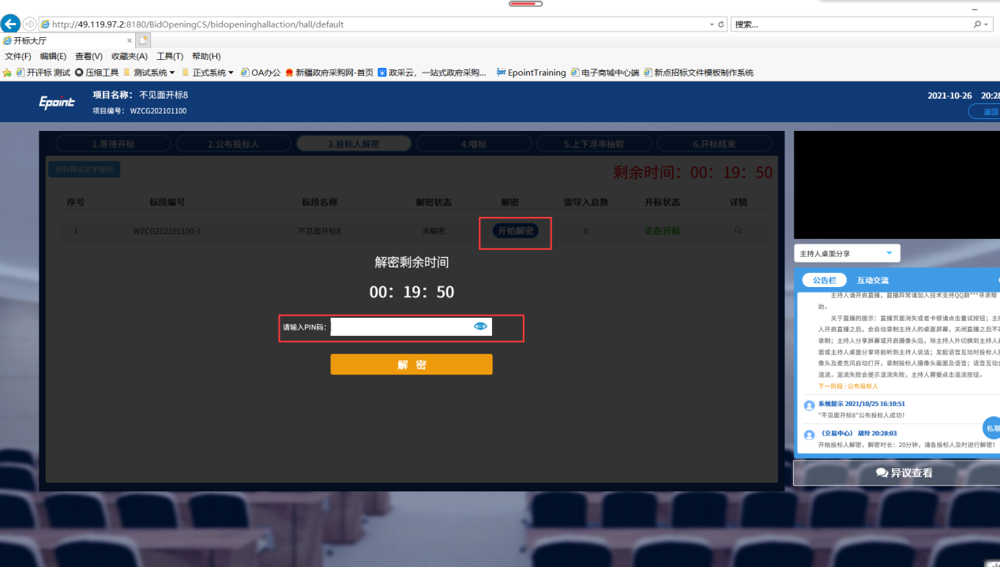 http://49.119.97.2:8180/BidOpeningCS/bidopeninghallaction/hall/default
搜索...
开标大厅
文件(F) 编辑(E) 查看(V) 收藏夹(A) 工具(T) 帮助(H)
开评标 测试 压缩工具 测试系统 正式系统 OA办公 新疆政府采购网-首页 政采云，一站式政府采购... EpointTraining 电子商城中心端 新点招标文件模板制作系统
Epoint
项目名称： 不见面开标8
项目编号： WZCG202101100
2021-10-26 20:28
返回
1.等待开标 2.公布投标人 3.投标人解密 4.唱标 5.上下浮率抽取 6.开标结束
开标异议文字提问
剩余时间：00：19：50
序号 标段编号 标段名称 解密状态 解密 需导入总数 开标状态 详情
1 WZCG202101100-1 不见面开标8 未解密 开始解密 0 正在开标
解密剩余时间
00：19：50
请输入PIN码：
解 密
主持人桌面分享
公告栏 互动交流
主持人请开启直播，直播异常请加入技术支持QQ群***寻求帮
助。
关于直播的提示：直播页面消失或者卡顿请点击重试按钮；主持
人开启直播之后，会自动录制主持人的桌面屏幕，关闭直播之后不再
录制；主持人分享屏幕或开启摄像头后，除主持人外切换到主持人画
面或主持人桌面分享将能听到主持人说话；发起语音互动时投标人摄
像头及麦克风自动打开，录制投标人摄像头画面及语音；语音互动会
混流，混流失败会提示混流失败，主持人需要点击混流按钮。
下一阶段：公布投标人
系统提示 2021/10/25 16:10:51
"不见面开标8"公布投标人成功！
私聊
（交易中心） 胡玲 20:28:03
开始投标人解密，解密时长：20分钟，请各投标人及时进行解密！
异议查看